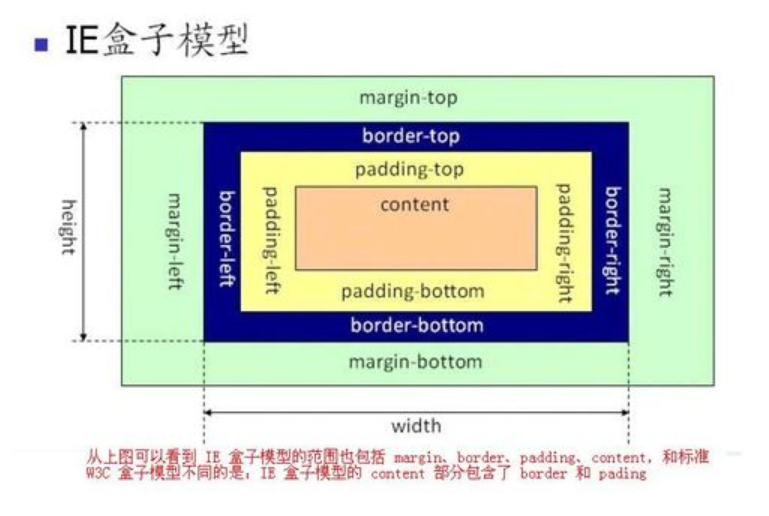 IE盒子模型
margin-top
border-top
padding-top
content
height
margin-left
border-left
padding-left
padding-right
border-right
margin-right
padding-bottom
border-bottom
margin-bottom
width
从上图可以看到 IE 盒子模型的范围也包括 margin、border、padding、content，和标准
W3C 盒子模型不同的是：IE 盒子模型的 content 部分包含了 border 和 pading